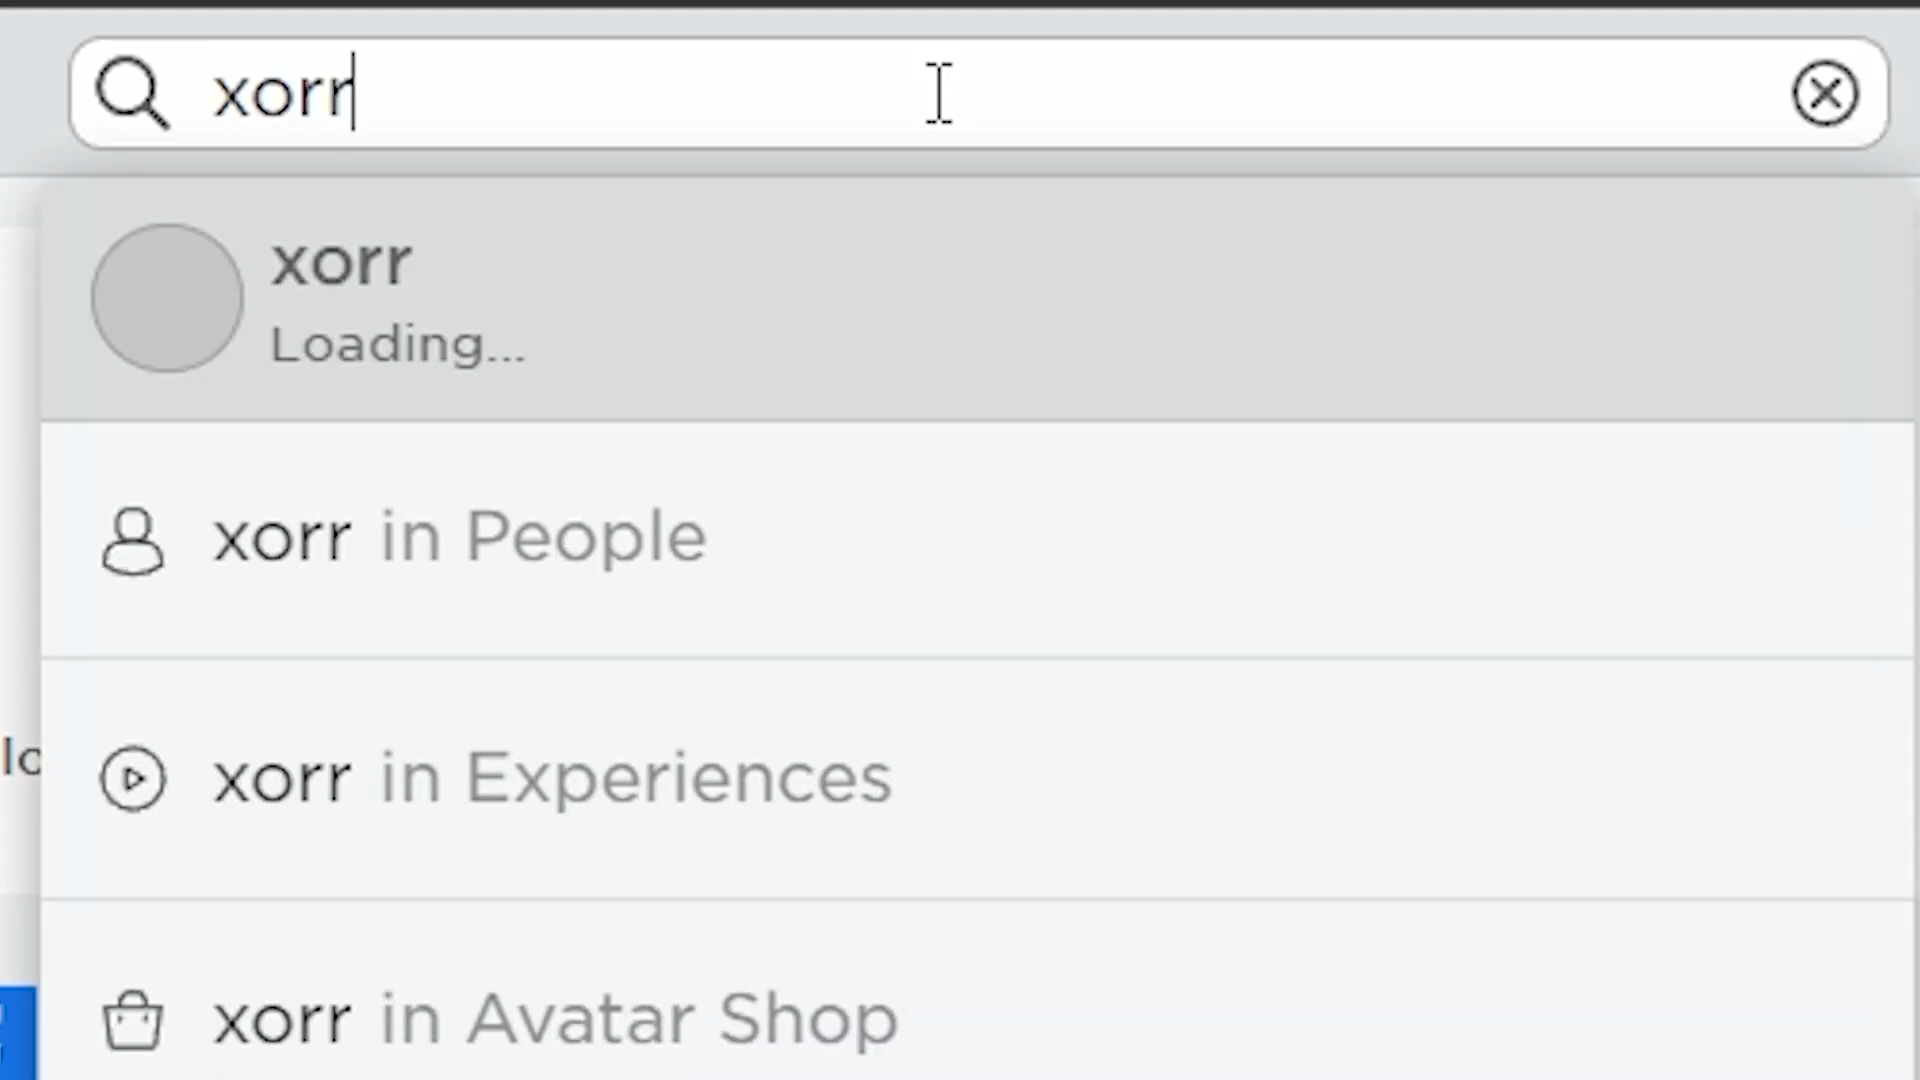 xorr
xorr
Loading...
xorr in People
xorr in Experiences
xorr in Avatar Shop